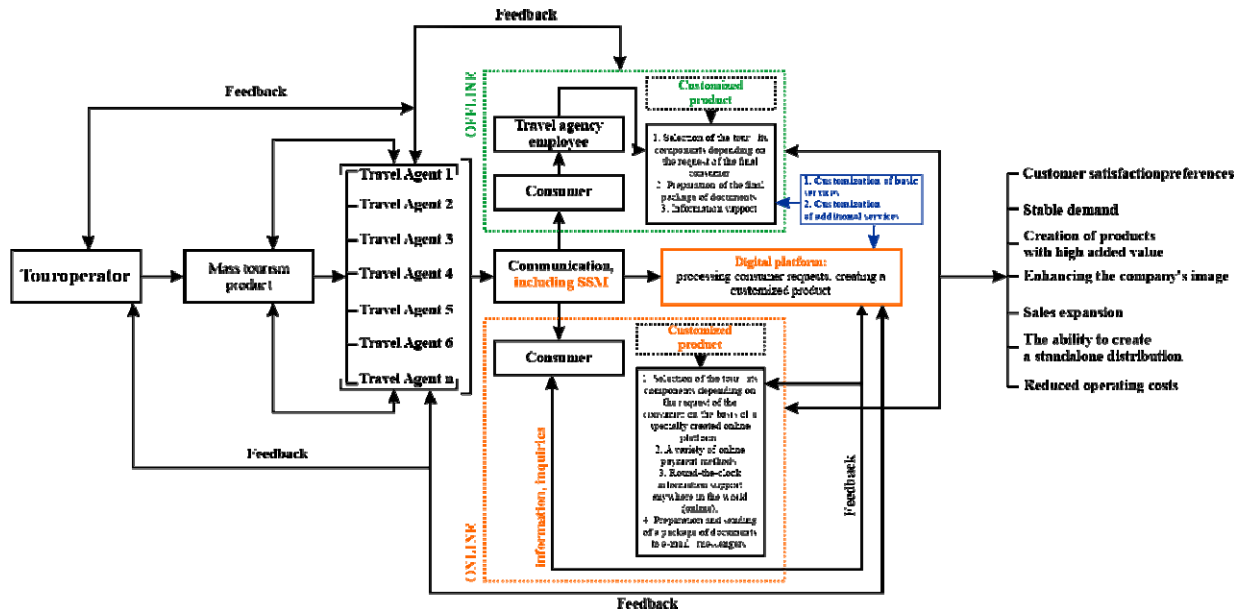 Feedback
Feedback
OFFLINE
Customized
product
Travel agency
employee
1. Selection of the tour its
components depending on
the request of the final
consumer
2. Preparation of the final
package of documents
3. Information support
Consumer
1. Customization of basic
services
2. Customization
of additional services
Travel Agent 1
Travel Agent 2
Travel Agent 3
Travel Agent 4
Travel Agent 5
Travel Agent 6
Travel Agent n
Touroperator
Mass tourism
product
Communication,
including SSM
Digital platform:
processing consumer requests, creating a
customized product
Customer satisfactionpreferences
Stable demand
Creation of products
with high added value
Enhancing the company's image
Sales expansion
The ability to create
a standalone distribution
Reduced operating costs
Consumer
Customized
product
1. Selection of the tour its
components depending on
the request of the
consumer on the basis of a
specially created online
platform
2. A variety of online
payment methods
3. Round-the-clock
information support
anywhere in the world
(online).
4. Preparation and sending
of a package of documents
to e-mail messengers
information, inquiries
ONLINE
Feedback
Feedback
Feedback